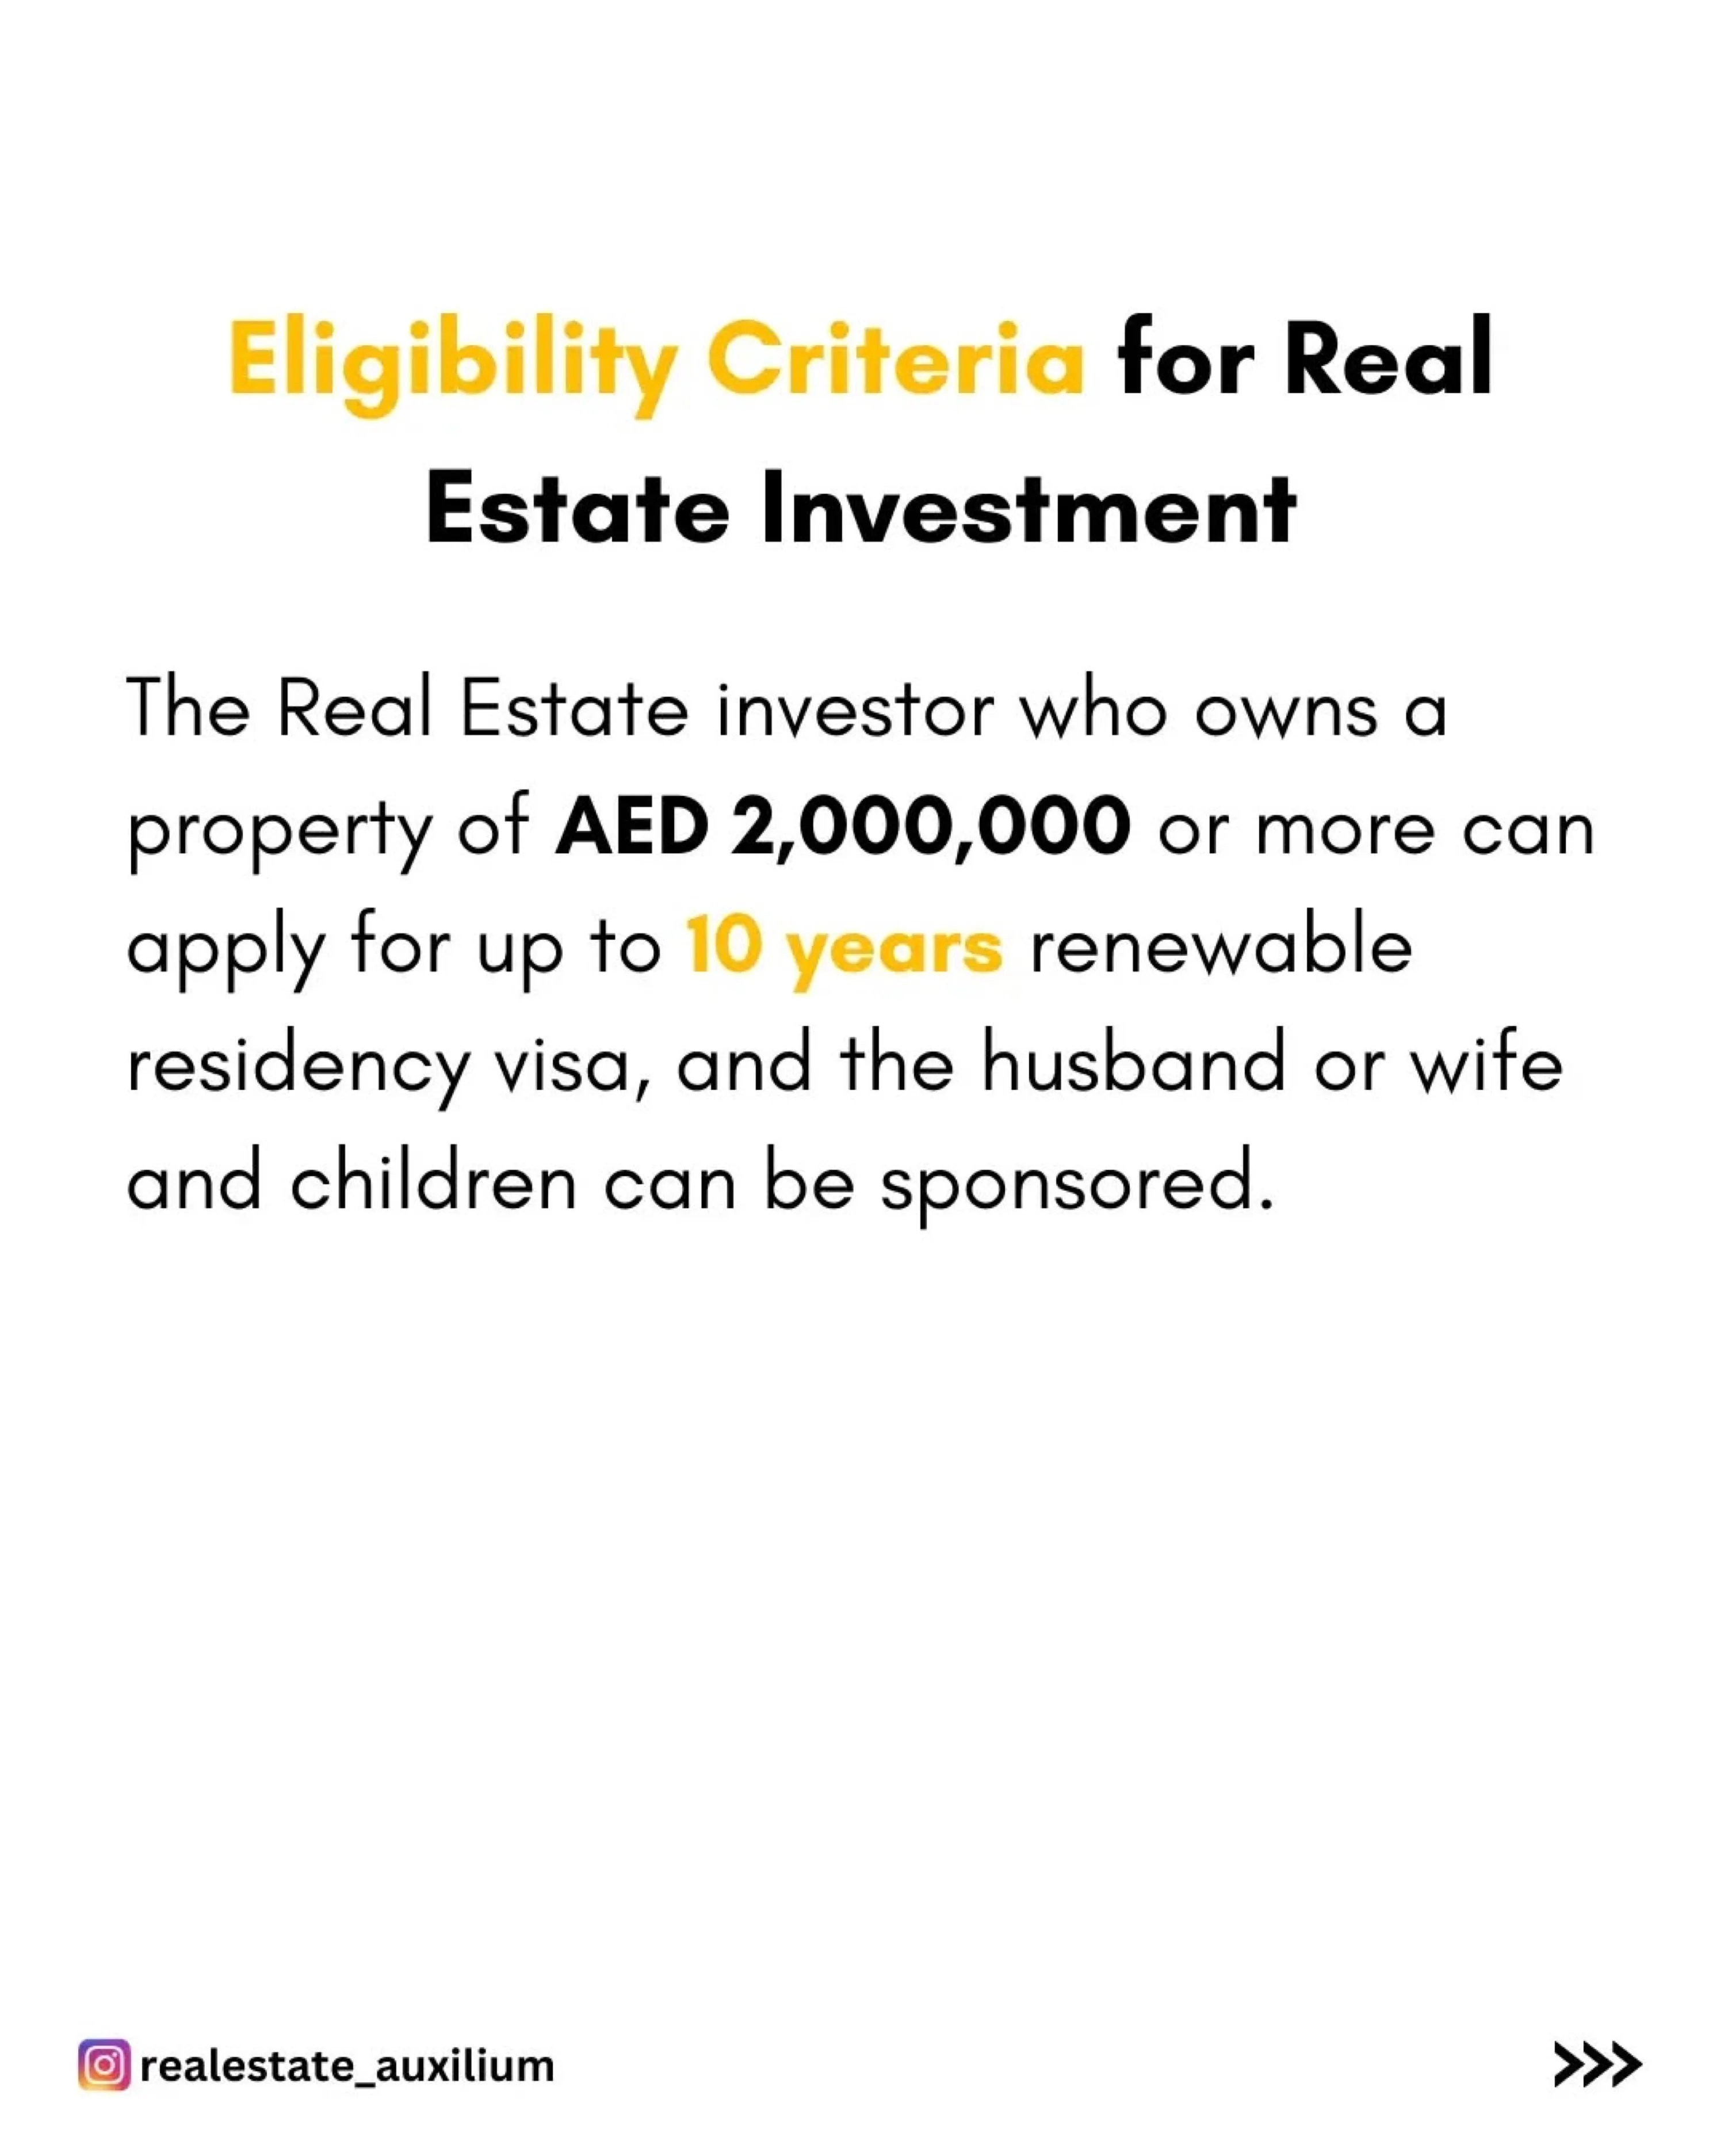 Eligibility Criteria for Real
Estate Investment
The Real Estate investor who owns a
property of AED 2,000,000 or more can
apply for up to 10 years renewable
residency visa, and the husband or wife
and children can be sponsored.
realestate_auxilium